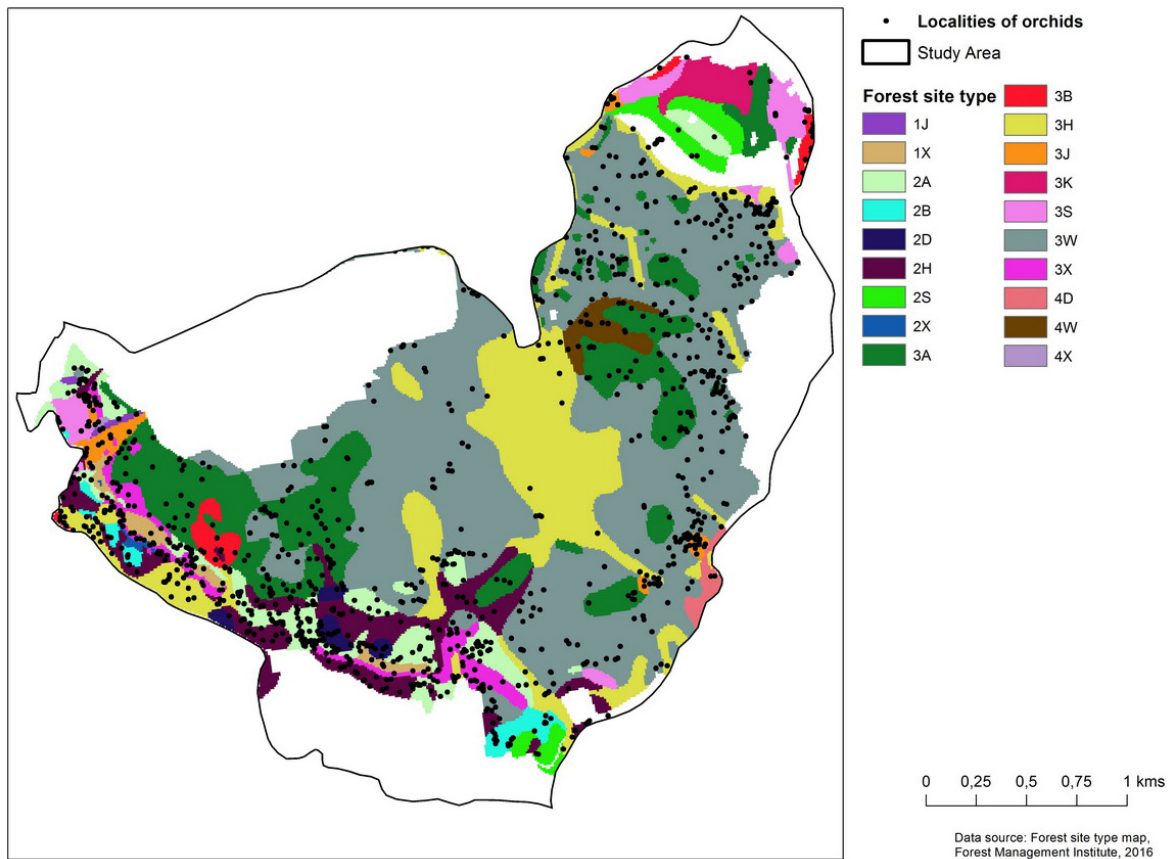 Localities of orchids
Study Area
Forest site type
1J
1X
2A
2B
2D
2H
2S
2X
3A
3B
3H
3J
3K
3S
3W
3X
4D
4W
4X
0 0,25 0,5 0,75 1 kms
Data source: Forest site type map,
Forest Management Institute, 2016